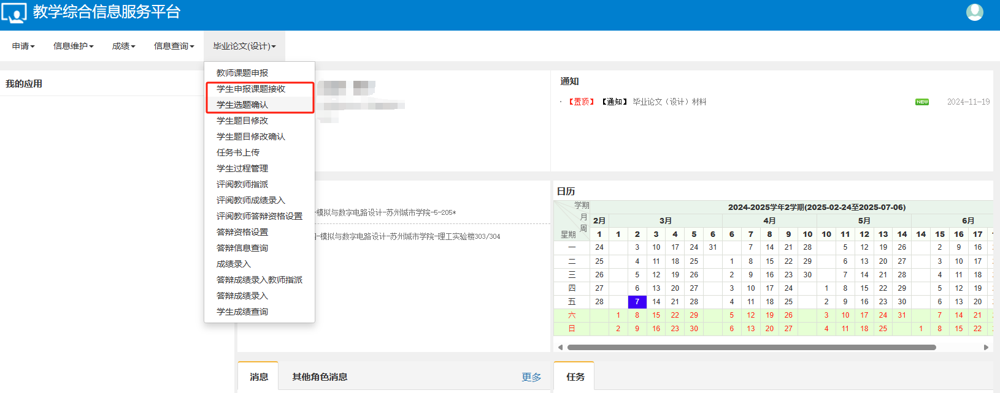 教学综合信息服务平台
申请 信息维护 成绩 信息查询 毕业论文(设计)
教师课题申报
学生申报课题接收
学生选题确认
学生题目修改
学生题目修改确认
任务书上传
学生过程管理
评阅教师指派
评阅教师成绩录入
评阅教师答辩资格设置
答辩资格设置
答辩信息查询
成绩录入
答辩成绩录入教师指派
答辩成绩录入
学生成绩查询
我的应用
通知
· 【置顶】 【通知】 毕业论文（设计）材料 NEW 2024-11-19
-模拟与数字电路设计-苏州城市学院-5-205*
-模拟与数字电路设计-苏州城市学院-理工实验楼303/304
日历
学期 2024-2025学年2学期(2025-02-24至2025-07-06)
月 2月 3月 4月 5月 6月
周
星期 1 1 2 3 4 5 6 6 7 8 9 10 10 11 12 13 14 14 15 16 17
一 24 3 10 17 24 31 7 14 21 28 5 12 19 26 2 9 16
二 25 4 11 18 25 1 8 15 22 29 6 13 20 27 3 10 17
三 26 5 12 19 26 2 9 16 23 30 7 14 21 28 4 11 18
四 27 6 13 20 27 3 10 17 24 1 8 15 22 29 5 12 19
五 28 7 14 21 28 4 11 18 25 2 9 16 23 30 6 13 20
六 1 8 15 22 29 5 12 19 26 3 10 17 24 31 7 14 21
日 2 9 16 23 30 6 13 20 27 4 11 18 25 1 8 15 22
消息 其他角色消息 更多 任务